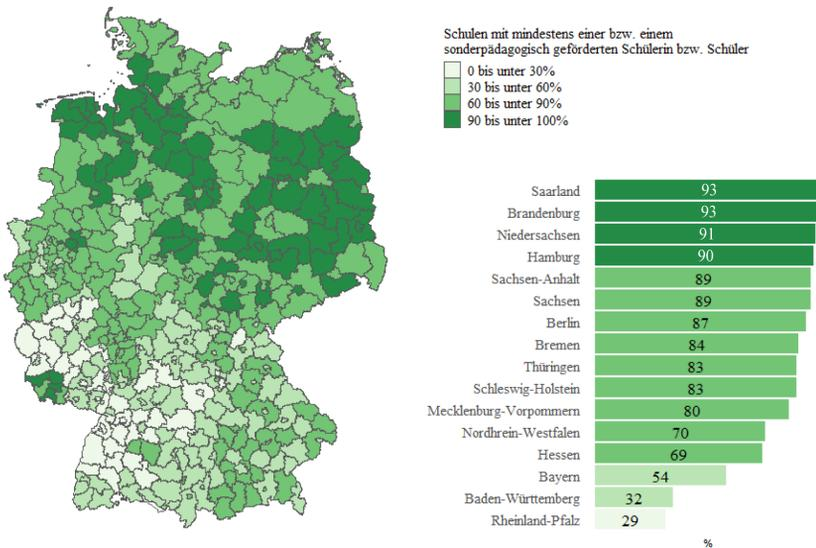 Schulen mit mindestens einer bzw. einem
sonderpädagogisch geförderten Schülerin bzw. Schüler
0 bis unter 30%
30 bis unter 60%
60 bis unter 90%
90 bis unter 100%
Saarland 93
Brandenburg 93
Niedersachsen 91
Hamburg 90
Sachsen-Anhalt 89
Sachsen 89
Berlin 87
Bremen 84
Thüringen 83
Schleswig-Holstein 83
Mecklenburg-Vorpommern 80
Nordrhein-Westfalen 70
Hessen 69
Bayern 54
Baden-Württemberg 32
Rheinland-Pfalz 29
%